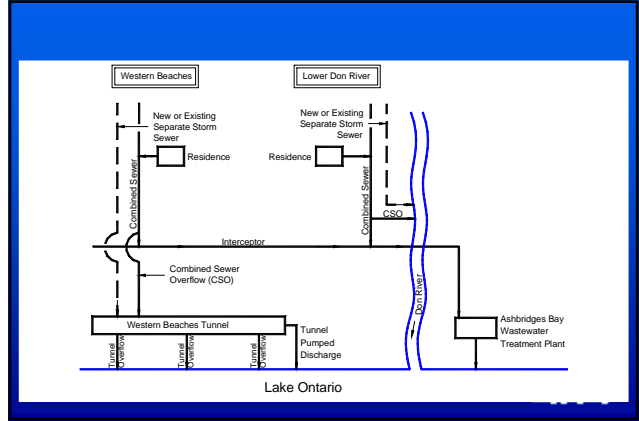 Western Beaches
Lower Don River
New or Existing
Separate Storm
Sewer
New or Existing
Separate Storm
Sewer
Residence
Residence
Combined Sewer
Combined Sewer
CSO
Interceptor
Combined Sewer
Overflow (CSO)
Don River
Western Beaches Tunnel
Tunnel
Pumped
Discharge
Ashbridges Bay
Wastewater
Treatment Plant
Tunnel
Overflow
Tunnel
Overflow
Tunnel
Overflow
Lake Ontario